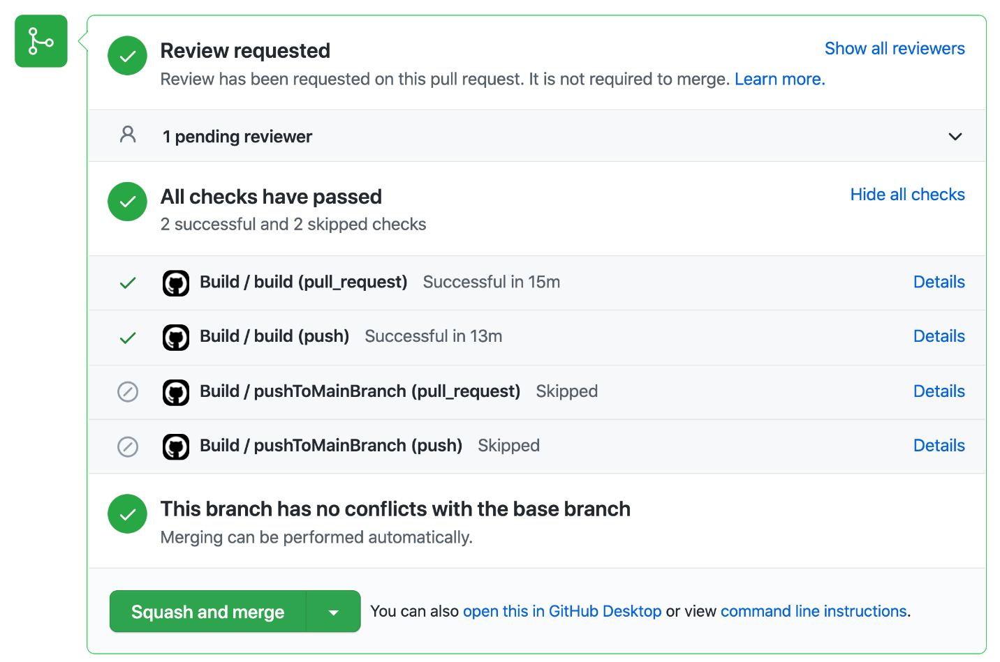 Review requested
Show all reviewers
Review has been requested on this pull request. It is not required to merge. Learn more.
1 pending reviewer
All checks have passed
Hide all checks
2 successful and 2 skipped checks
Build / build (pull_request) Successful in 15m Details
Build / build (push) Successful in 13m Details
Build / pushToMainBranch (pull_request) Skipped Details
Build / pushToMainBranch (push) Skipped Details
This branch has no conflicts with the base branch
Merging can be performed automatically.
Squash and merge You can also open this in GitHub Desktop or view command line instructions.